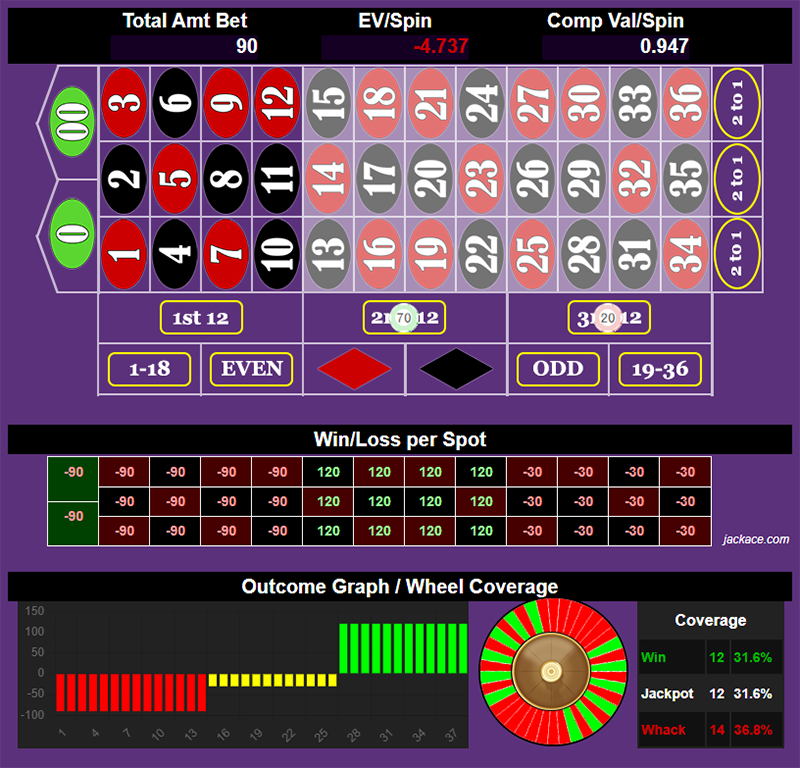 Total Amt Bet EV/Spin Comp Val/Spin
90 -4.737 0.947
00 3 6 9 12 15 18 21 24 27 30 33 36 2 to 1
2 5 8 11 14 17 20 23 26 29 32 35 2 to 1
0 1 4 7 10 13 16 19 22 25 28 31 34 2 to 1
1st 12 2n 70 12 3 20 12
1-18 EVEN ODD 19-36
Win/Loss per Spot
-90 -90 -90 -90 -90 120 120 120 120 -30 -30 -30 -30
-90 -90 -90 -90 120 120 120 120 -30 -30 -30 -30
-90 -90 -90 -90 -90 120 120 120 120 -30 -30 -30 -30
jackace.com
Outcome Graph / Wheel Coverage
150
100
50
0
-50
-100
1 4 7 10 13 16 19 22 25 28 31 34 37
Coverage
Win 12 31.6%
Jackpot 12 31.6%
Whack 14 36.8%